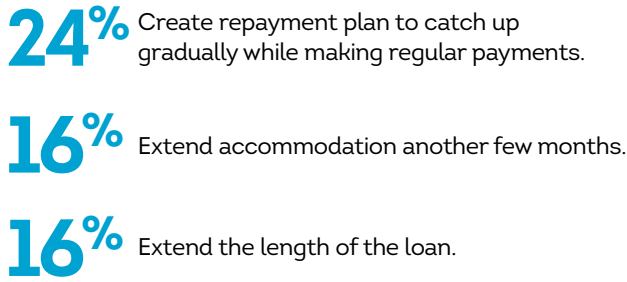 24% Create repayment plan to catch up
gradually while making regular payments.
16% Extend accommodation another few months.
16% Extend the length of the loan.